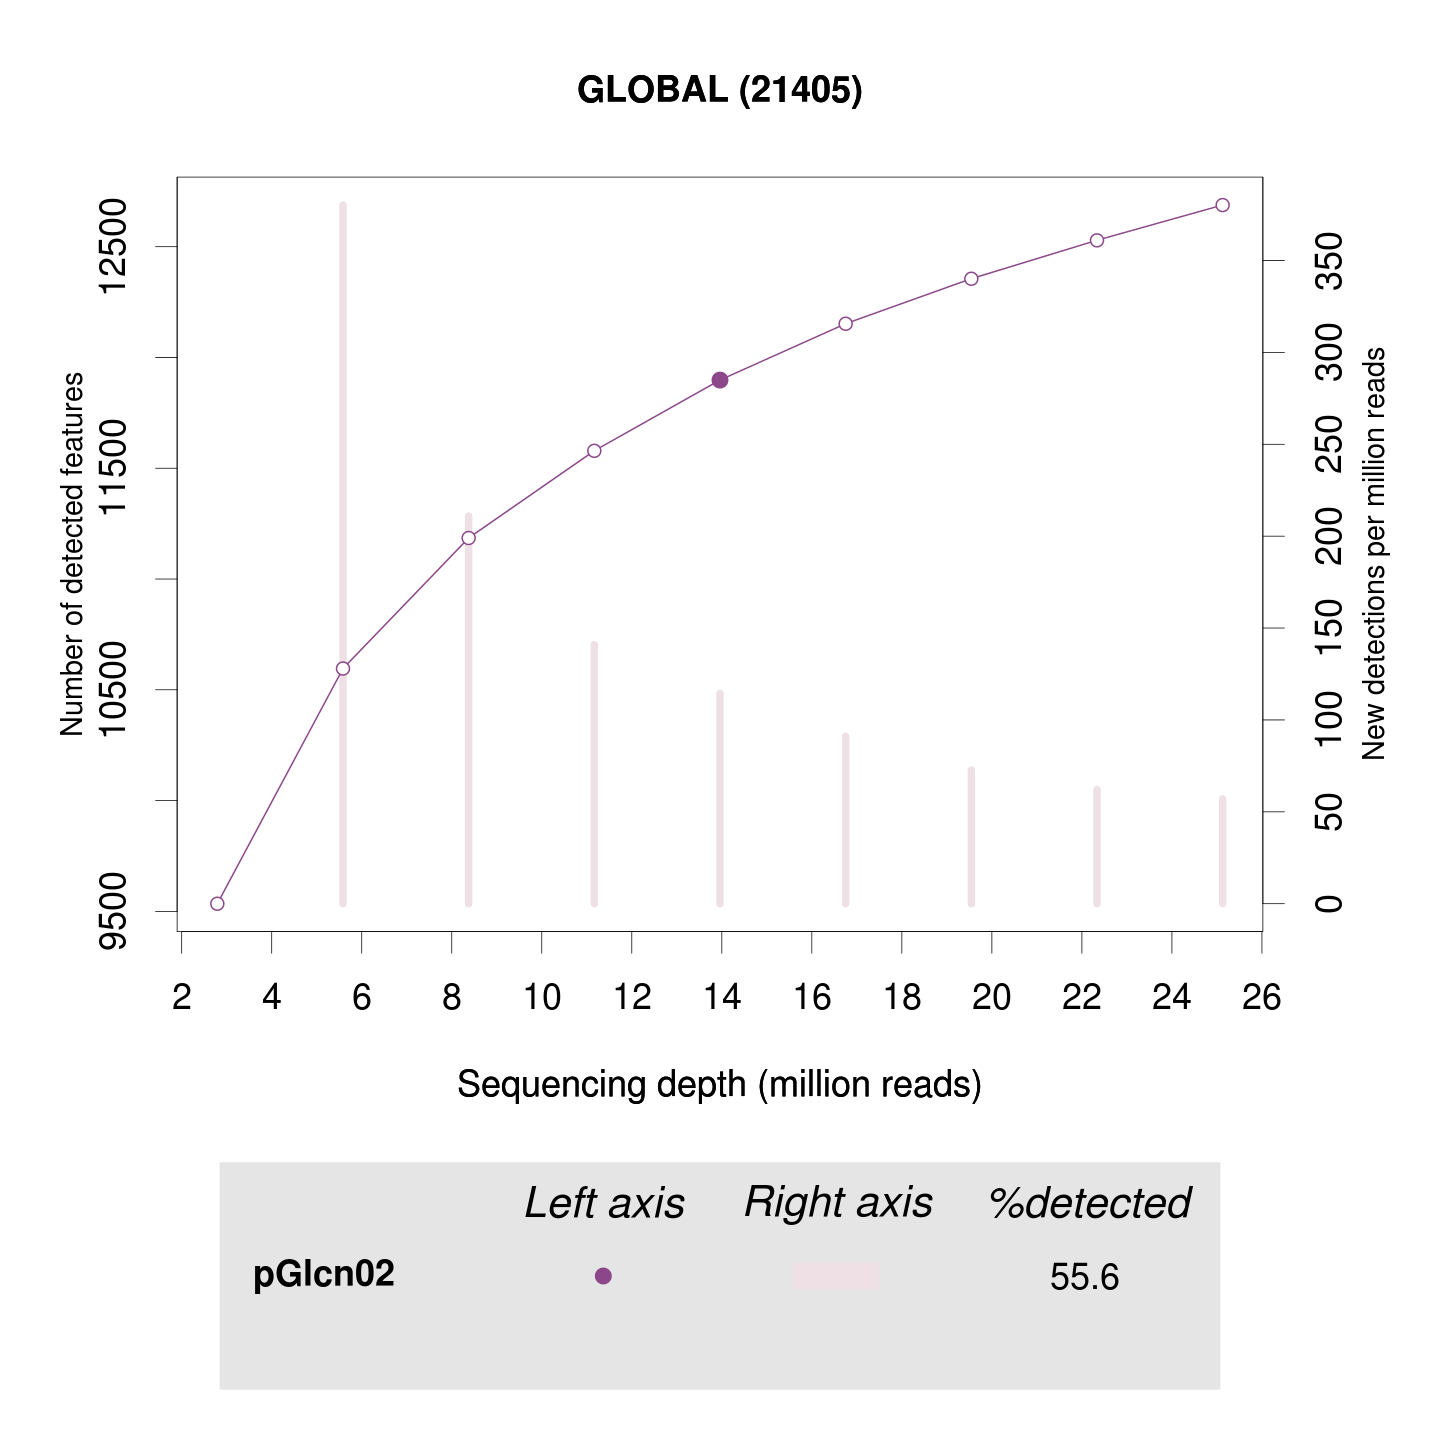 GLOBAL (21405)
Number of detected features
12500
11500
10500
9500
350
300
250
200
150
100
50
0
New detections per million reads
2 4 6 8 10 12 14 16 18 20 22 24 26
Sequencing depth (million reads)
Left axis Right axis %detected
pGlcn02 55.6